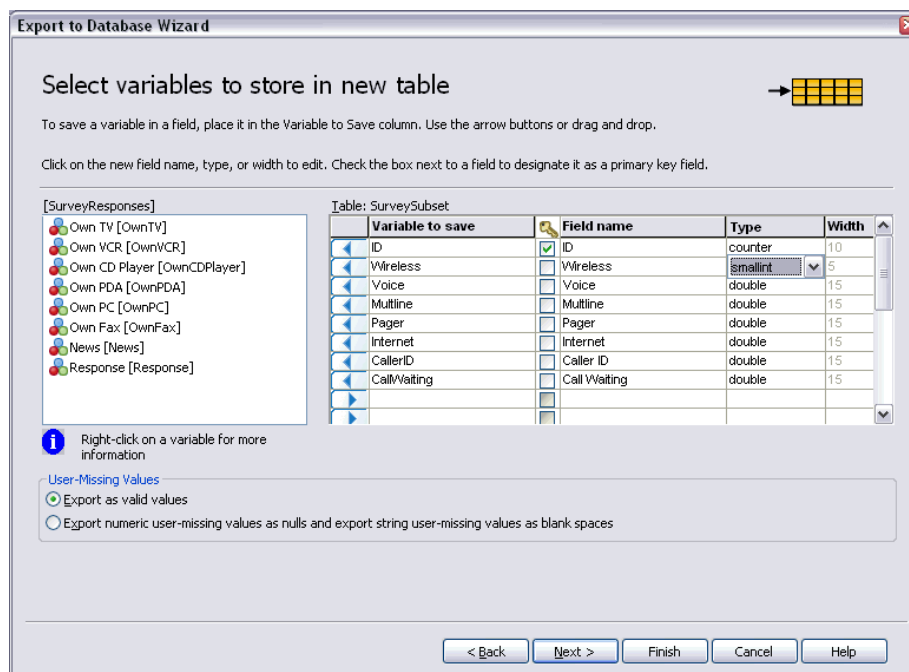 Export to Database Wizard
Select variables to store in new table
To save a variable in a field, place it in the Variable to Save column. Use the arrow buttons or drag and drop.
Click on the new field name, type, or width to edit. Check the box next to a field to designate it as a primary key field.
[SurveyResponses]
Own TV [OwnTV]
Own VCR [OwnVCR]
Own CD Player [OwnCDPlayer]
Own PDA [OwnPDA]
Own PC [OwnPC]
Own Fax [OwnFax]
News [News]
Response [Response]
Table: SurveySubset
Variable to save Field name Type Width
ID ID counter 10
Wireless Wireless smallint 5
Voice Voice double 15
Multline Multline double 15
Pager Pager double 15
Internet Internet double 15
CallerID Caller ID double 15
CallWaiting Call Waiting double 15
Right-click on a variable for more
information
User-Missing Values
Export as valid values
Export numeric user-missing values as nulls and export string user-missing values as blank spaces
< Back Next > Finish Cancel Help